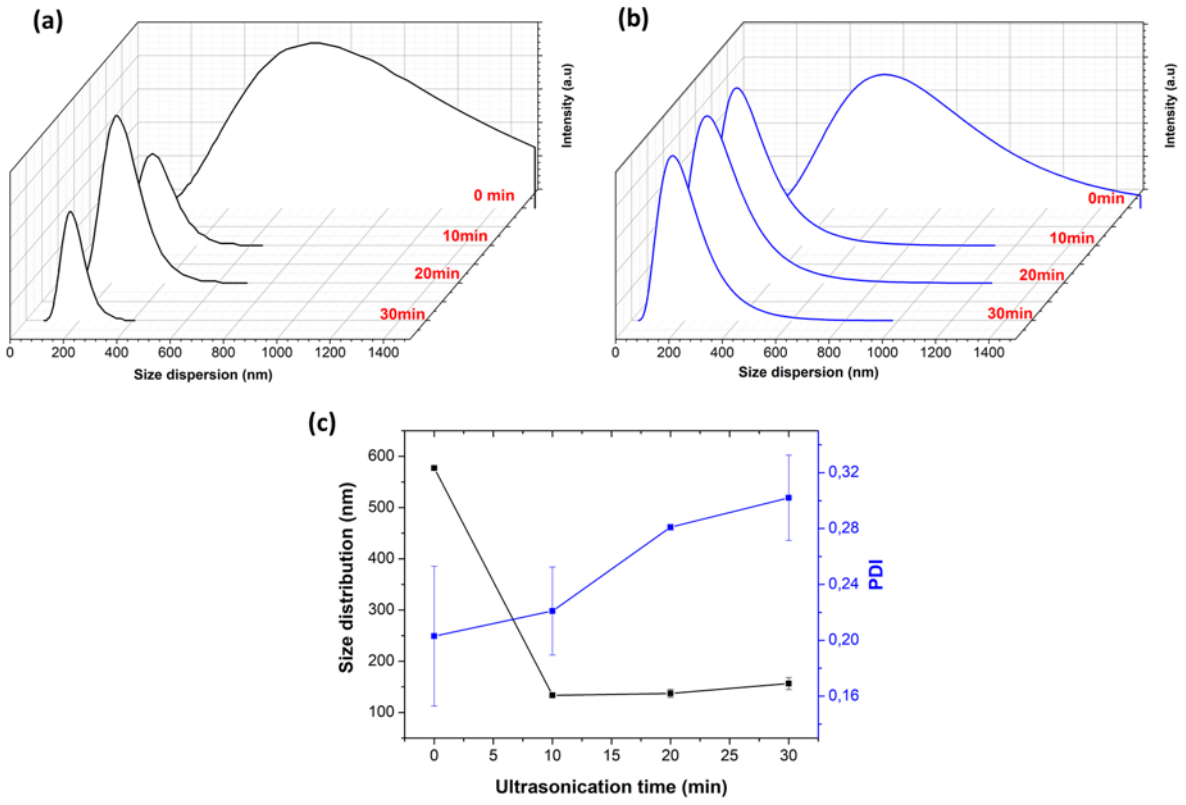 (a)
Intensity (a.u)
0 min
10min
20min
30min
0 200 400 600 800 1000 1200 1400
Size dispersion (nm)
(b)
Intensity (a.u)
0min
10min
20min
30min
0 200 400 600 800 1000 1200 1400
Size dispersion (nm)
(c)
Size distribution (nm)
600
500
400
300
200
100
0,32
0,28
0,24
0,20
0,16
PDI
0 5 10 15 20 25 30
Ultrasonication time (min)